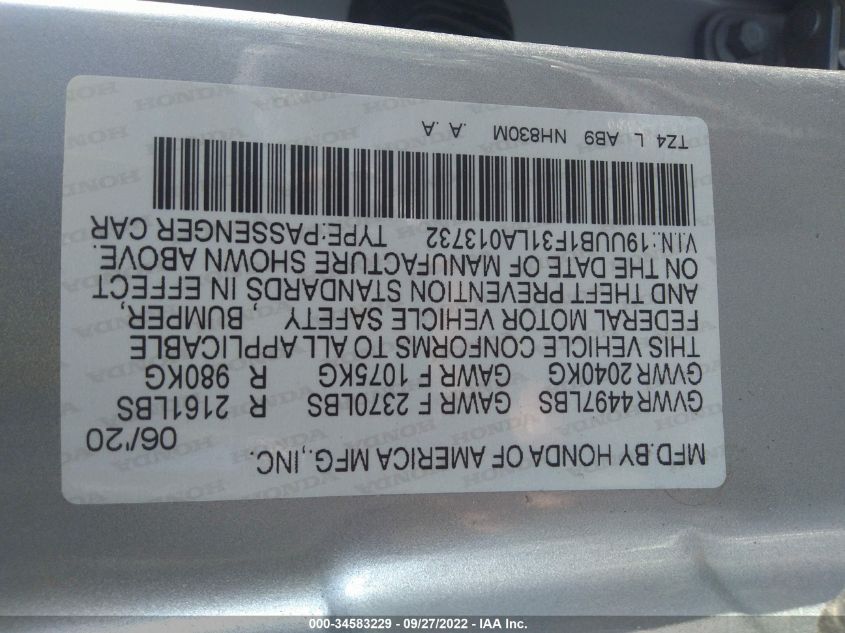 MFD.BY HONDA OF AMERICA MFG.,INC.
06/'20
GVWR 4497LBS GAWR F 2370LBS R 2161LBS
GVWR 2040KG GAWR F 1075KG R 980KG
THIS VEHICLE CONFORMS TO ALL APPLICABLE
FEDERAL MOTOR VEHICLE SAFETY, BUMPER,
AND THEFT PREVENTION STANDARDS IN EFFECT
ON THE DATE OF MANUFACTURE SHOWN ABOVE.
V.I.N.:19UUB1F31LA013732 TYPE:PASSENGER CAR
TZ4 L AB9 NH830M .A .A
000-34583229 - 09/27/2022 - IAA Inc.